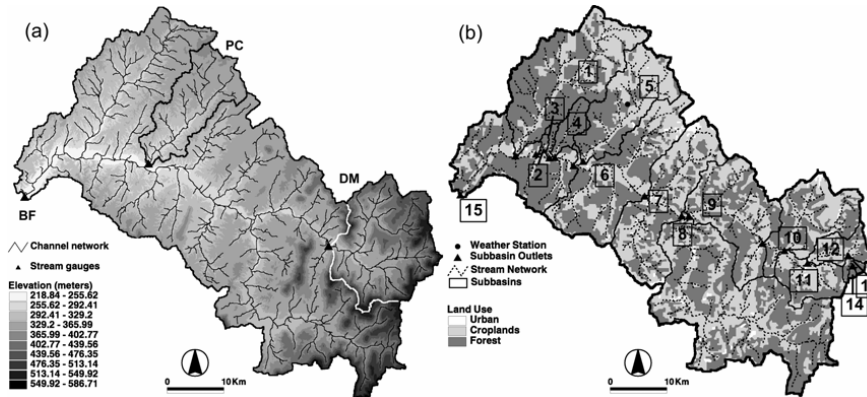 (a)
PC
DM
BF
Channel network
Stream gauges
Elevation (meters)
218.84 - 255.62
255.62 - 292.41
292.41 - 329.2
329.2 - 365.99
365.99 - 402.77
402.77 - 439.56
439.56 - 476.35
476.35 - 513.14
513.14 - 549.92
549.92 - 586.71
0 10Km
(b)
1
5
3
4
2
6
15
7
9
8
10
12
11
14
1
Weather Station
Subbasin Outlets
Stream Network
Subbasins
Land Use
Urban
Croplands
Forest
0 10 Km